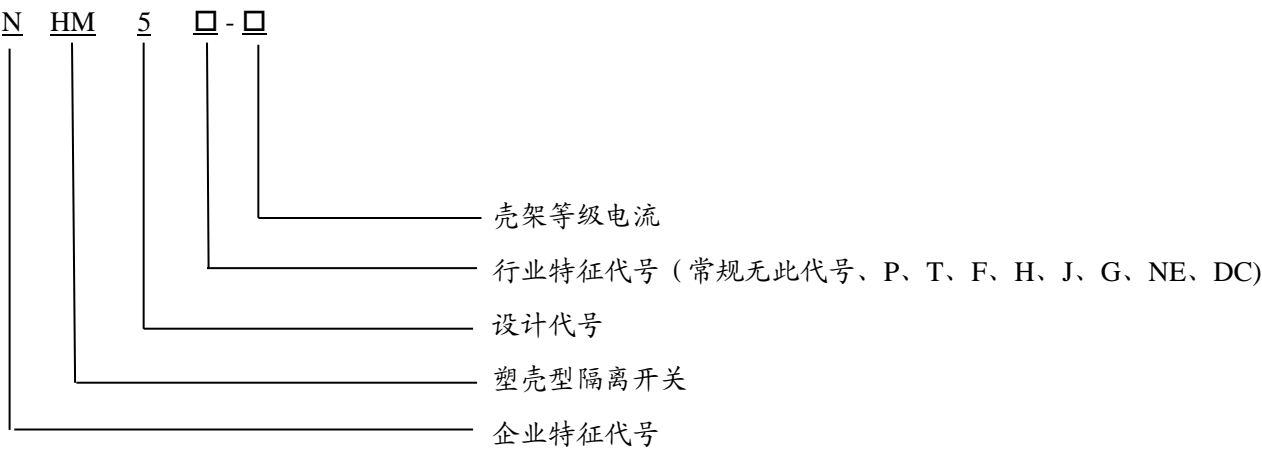 N HM 5 □ - □
壳架等级电流
行业特征代号（常规无此代号、P、T、F、H、J、G、NE、DC)
设计代号
塑壳型隔离开关
企业特征代号